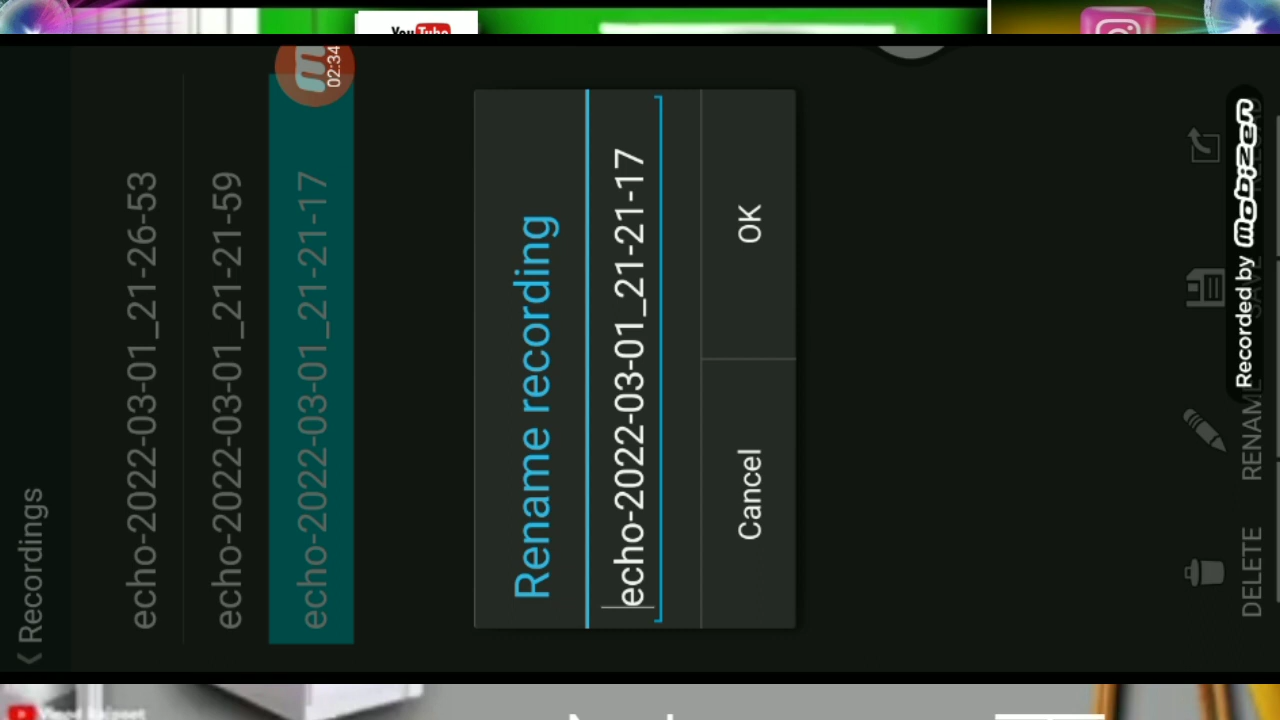 YouTube
Recordings
echo-2022-03-01_21-26-53
echo-2022-03-01_21-21-59
echo-2022-03-01_21-21-17
02:34
Rename recording
echo-2022-03-01_21-21-17
Cancel
OK
DELETE
RENAME
SAVE
Recorded by mobizen